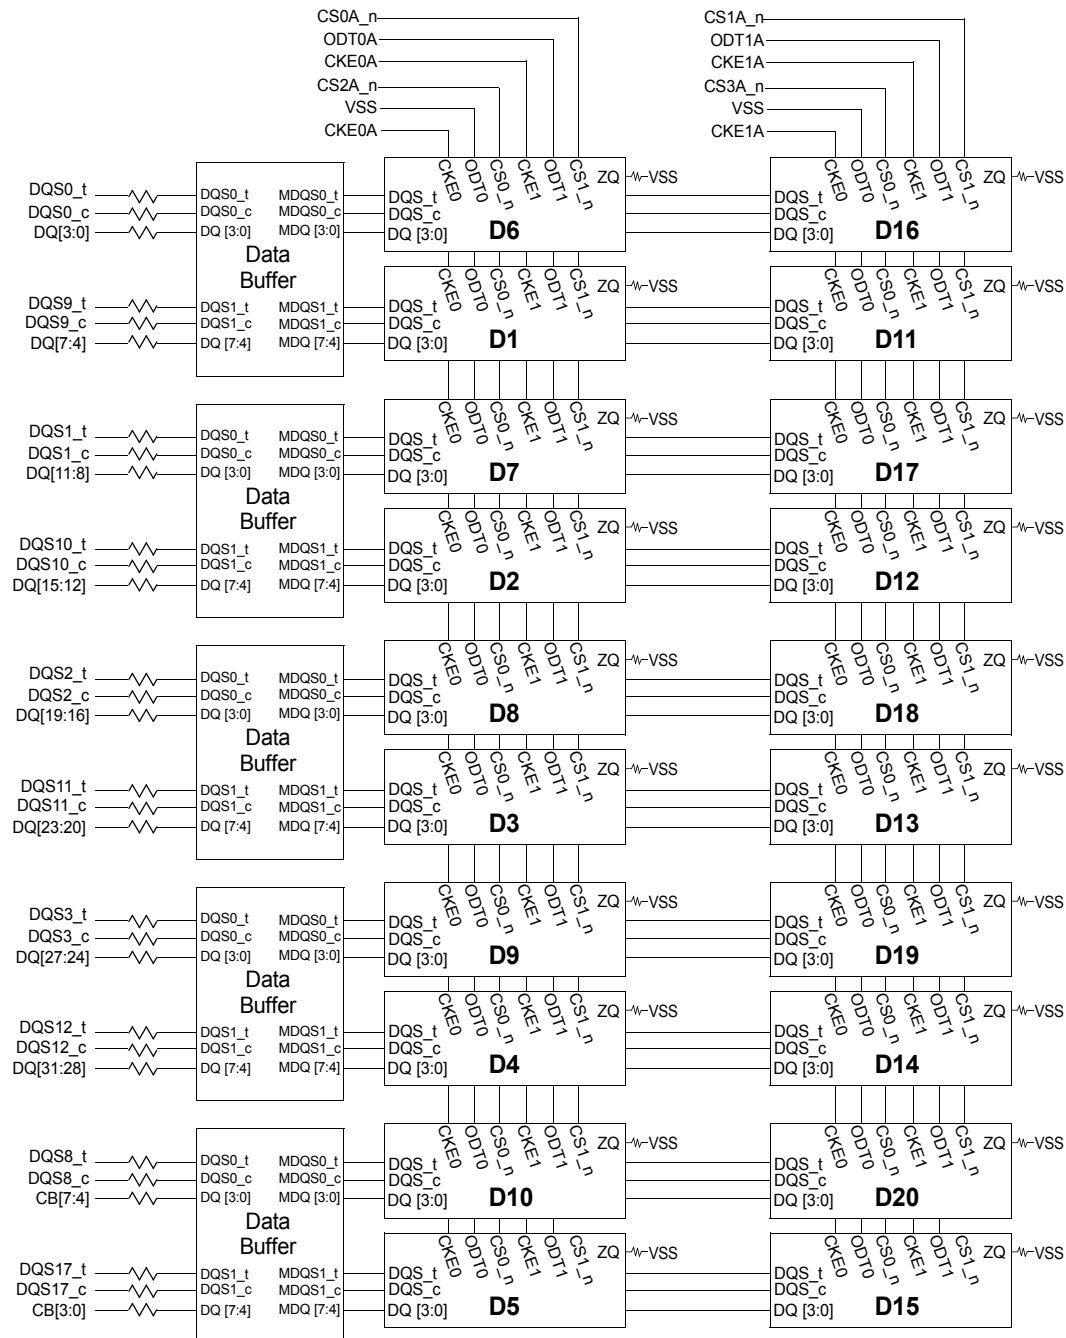 CS0A_n CS1A_n
ODT0A ODT1A
CKE0A CKE1A
CS2A_n CS3A_n
VSS VSS
CKE0A CKE1A
CKE0 ODT0 CS0_n CKE1 ODT1 CS1_n ZQ VSS CKE0 ODT0 CS0_n CKE1 ODT1 CS1_n ZQ VSS
DQS0_t DQS0_t MDQS0_t DQS_t DQS_t
DQS0_c DQS0_c MDQS0_c DQS_c DQS_c
DQ[3:0] DQ [3:0] MDQ [3:0] DQ [3:0] D6 DQ [3:0] D16
Data
Buffer
CKE0 ODT0 CS0_n CKE1 ODT1 CS1_n ZQ VSS CKE0 ODT0 CS0_n CKE1 ODT1 CS1_n ZQ VSS
DQS9_t DQS1_t MDQS1_t DQS_t DQS_t
DQS9_c DQS1_c MDQS1_c DQS_c DQS_c
DQ[7:4] DQ [7:4] MDQ [7:4] DQ [3:0] D1 DQ [3:0] D11
CKE0 ODT0 CS0_n CKE1 ODT1 CS1_n ZQ VSS CKE0 ODT0 CS0_n CKE1 ODT1 CS1_n ZQ VSS
DQS1_t DQS0_t MDQS0_t DQS_t DQS_t
DQS1_c DQS0_c MDQS0_c DQS_c DQS_c
DQ[11:8] DQ [3:0] MDQ [3:0] DQ [3:0] D7 DQ [3:0] D17
Data
Buffer
CKE0 ODT0 CS0_n CKE1 ODT1 CS1_n ZQ VSS CKE0 ODT0 CS0_n CKE1 ODT1 CS1_n ZQ VSS
DQS10_t DQS1_t MDQS1_t DQS_t DQS_t
DQS10_c DQS1_c MDQS1_c DQS_c DQS_c
DQ[15:12] DQ [7:4] MDQ [7:4] DQ [3:0] D2 DQ [3:0] D12
CKE0 ODT0 CS0_n CKE1 ODT1 CS1_n ZQ VSS CKE0 ODT0 CS0_n CKE1 ODT1 CS1_n ZQ VSS
DQS2_t DQS0_t MDQS0_t DQS_t DQS_t
DQS2_c DQS0_c MDQS0_c DQS_c DQS_c
DQ[19:16] DQ [3:0] MDQ [3:0] DQ [3:0] D8 DQ [3:0] D18
Data
Buffer
CKE0 ODT0 CS0_n CKE1 ODT1 CS1_n ZQ VSS CKE0 ODT0 CS0_n CKE1 ODT1 CS1_n ZQ VSS
DQS11_t DQS1_t MDQS1_t DQS_t DQS_t
DQS11_c DQS1_c MDQS1_c DQS_c DQS_c
DQ[23:20] DQ [7:4] MDQ [7:4] DQ [3:0] D3 DQ [3:0] D13
CKE0 ODT0 CS0_n CKE1 ODT1 CS1_n ZQ VSS CKE0 ODT0 CS0_n CKE1 ODT1 CS1_n ZQ VSS
DQS3_t DQS0_t MDQS0_t DQS_t DQS_t
DQS3_c DQS0_c MDQS0_c DQS_c DQS_c
DQ[27:24] DQ [3:0] MDQ [3:0] DQ [3:0] D9 DQ [3:0] D19
Data
Buffer
CKE0 ODT0 CS0_n CKE1 ODT1 CS1_n ZQ VSS CKE0 ODT0 CS0_n CKE1 ODT1 CS1_n ZQ VSS
DQS12_t DQS1_t MDQS1_t DQS_t DQS_t
DQS12_c DQS1_c MDQS1_c DQS_c DQS_c
DQ[31:28] DQ [7:4] MDQ [7:4] DQ [3:0] D4 DQ [3:0] D14
CKE0 ODT0 CS0_n CKE1 ODT1 CS1_n ZQ VSS CKE0 ODT0 CS0_n CKE1 ODT1 CS1_n ZQ VSS
DQS8_t DQS0_t MDQS0_t DQS_t DQS_t
DQS8_c DQS0_c MDQS0_c DQS_c DQS_c
CB[7:4] DQ [3:0] MDQ [3:0] DQ [3:0] D10 DQ [3:0] D20
Data
Buffer
CKE0 ODT0 CS0_n CKE1 ODT1 CS1_n ZQ VSS CKE0 ODT0 CS0_n CKE1 ODT1 CS1_n ZQ VSS
DQS17_t DQS1_t MDQS1_t DQS_t DQS_t
DQS17_c DQS1_c MDQS1_c DQS_c DQS_c
CB[3:0] DQ [7:4] MDQ [7:4] DQ [3:0] D5 DQ [3:0] D15